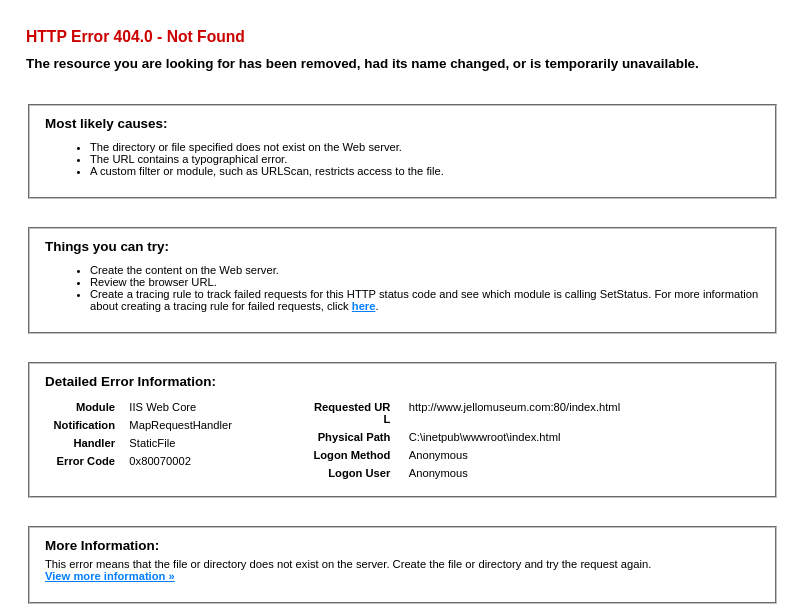 HTTP Error 404.0 - Not Found
The resource you are looking for has been removed, had its name changed, or is temporarily unavailable.
Most likely causes:
The directory or file specified does not exist on the Web server.
The URL contains a typographical error.
A custom filter or module, such as URLScan, restricts access to the file.
Things you can try:
Create the content on the Web server.
Review the browser URL.
Create a tracing rule to track failed requests for this HTTP status code and see which module is calling SetStatus. For more information
about creating a tracing rule for failed requests, click here.
Detailed Error Information:
Module IIS Web Core
Notification MapRequestHandler
Handler StaticFile
Error Code 0x80070002
Requested UR http://www.jellomuseum.com:80/index.html
L
Physical Path C:\inetpub\wwwroot\index.html
Logon Method Anonymous
Logon User Anonymous
More Information:
This error means that the file or directory does not exist on the server. Create the file or directory and try the request again.
View more information »